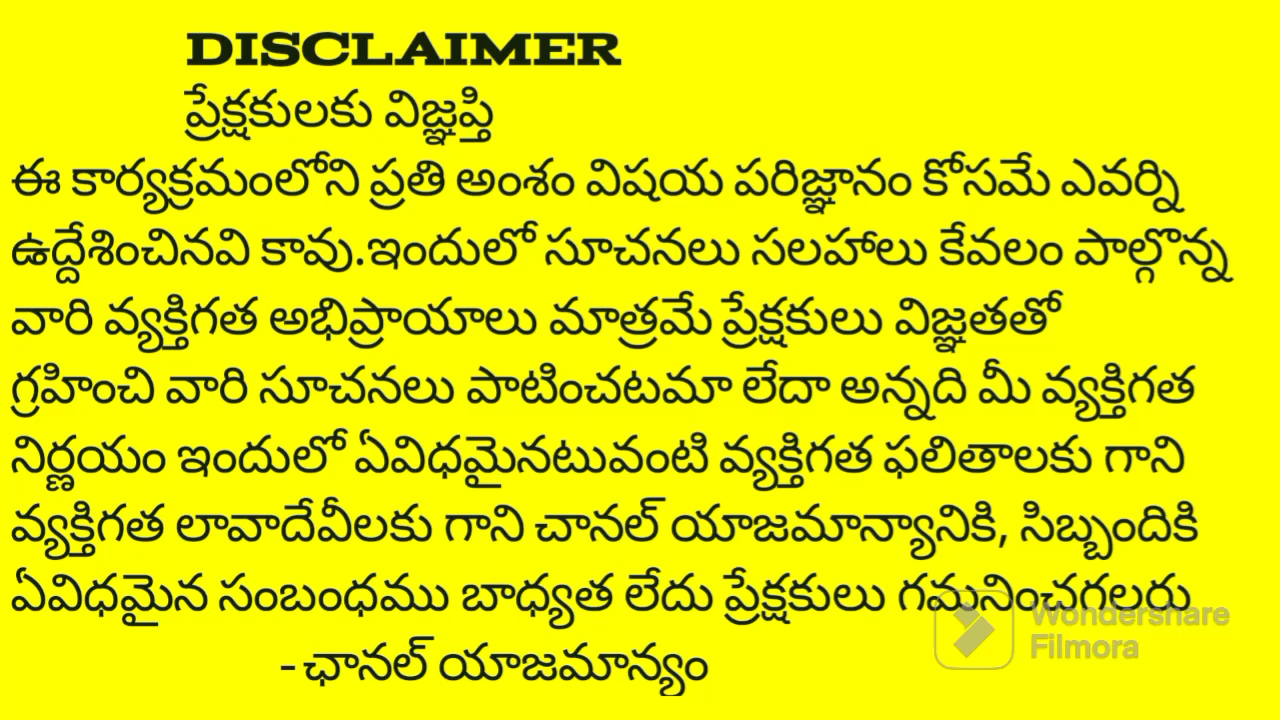 DISCLAIMER
ప్రేక్షకులకు విజ్ఞప్తి
ఈ కార్యక్రమంలోని ప్రతి అంశం విషయ పరిజ్ఞానం కోసమే ఎవర్ని
ఉద్దేశించినవి కావు.ఇందులో సూచనలు సలహాలు కేవలం పాల్గొన్న
వారి వ్యక్తిగత అభిప్రాయాలు మాత్రమే ప్రేక్షకులు విజ్ఞతతో
గ్రహించి వారి సూచనలు పాటించటమా లేదా అన్నది మీ వ్యక్తిగత
నిర్ణయం ఇందులో ఏవిధమైనటువంటి వ్యక్తిగత ఫలితాలకు గాని
వ్యక్తిగత లావాదేవీలకు గాని చానల్ యాజమాన్యానికి, సిబ్బందికి
ఏవిధమైన సంబంధము బాధ్యత లేదు ప్రేక్షకులు గమనించగలరు
- ఛానల్ యాజమాన్యం
Wondershare
Filmora